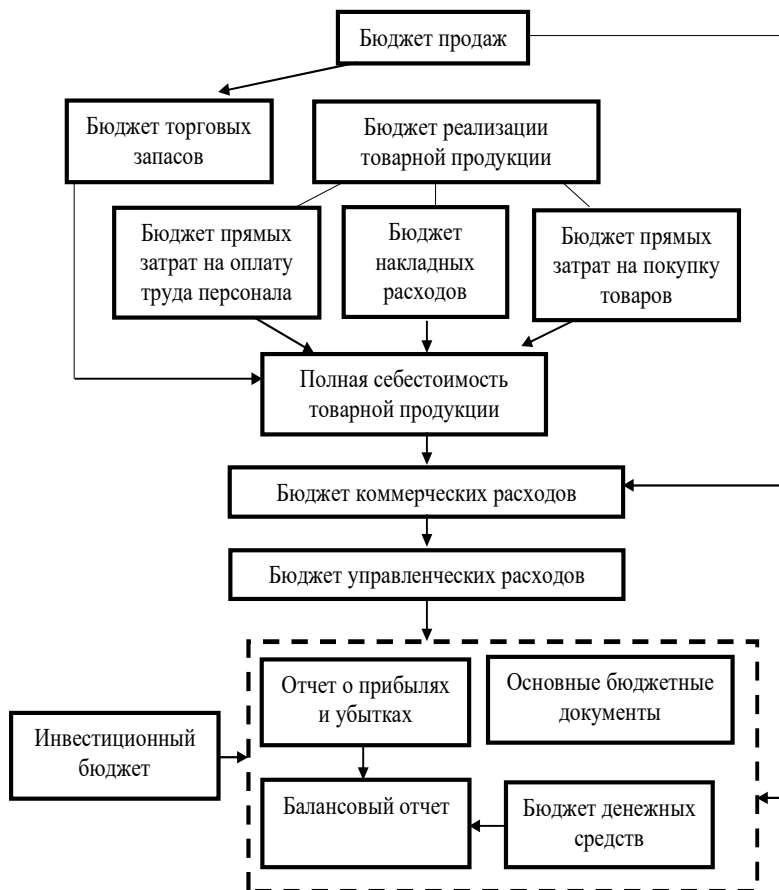 Бюджет продаж
Бюджет торговых
запасов
Бюджет реализации
товарной продукции
Бюджет прямых
затрат на оплату
труда персонала
Бюджет
накладных
расходов
Бюджет прямых
затрат на покупку
товаров
Полная себестоимость
товарной продукции
Бюджет коммерческих расходов
Бюджет управленческих расходов
Отчет о прибылях
и убытках
Основные бюджетные
документы
Инвестиционный
бюджет
Балансовый отчет
Бюджет денежных
средств